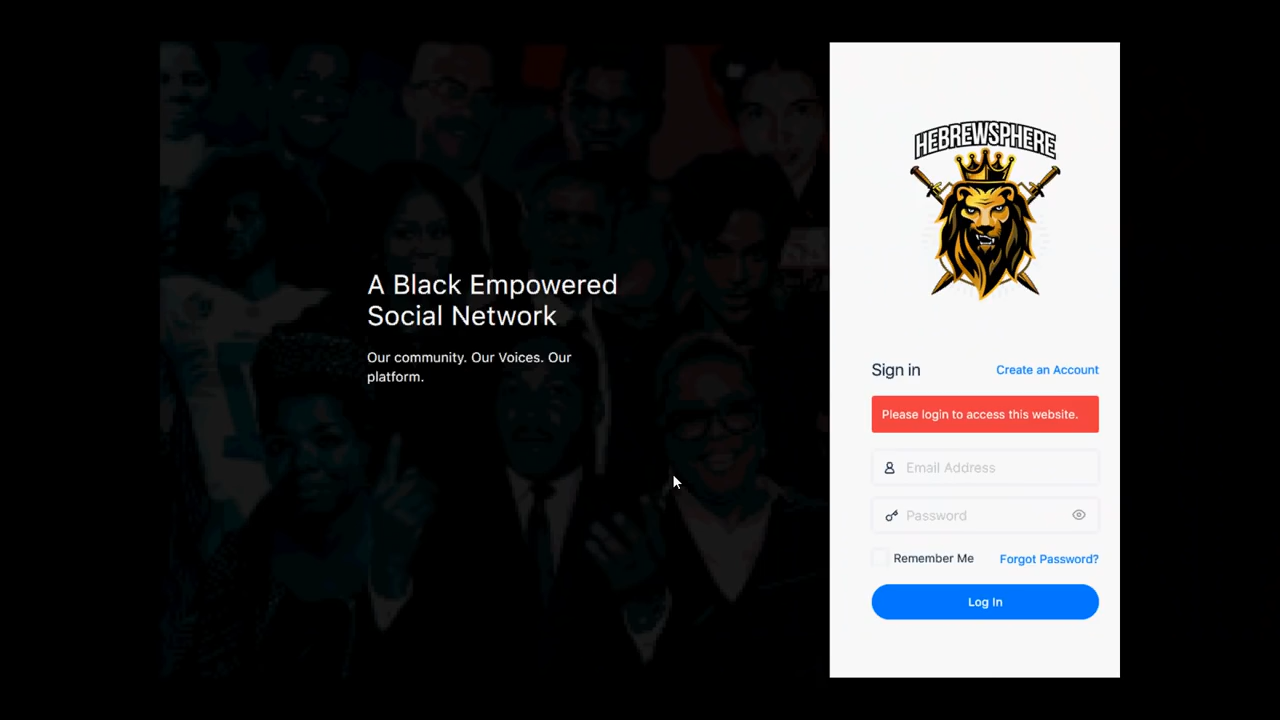 A Black Empowered
Social Network
Our community. Our Voices. Our
platform.
HEBREWSPHERE
Sign in
Create an Account
Please login to access this website.
Email Address
Password
Remember Me
Forgot Password?
Log In